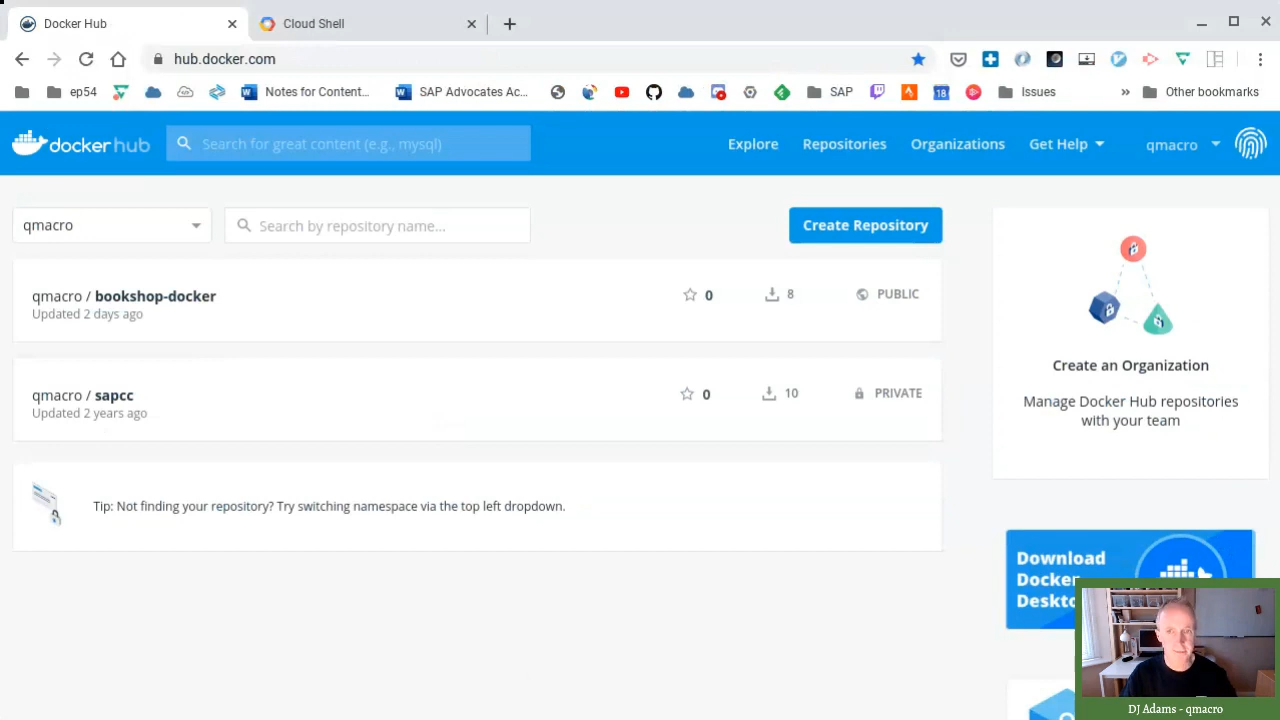 Docker Hub
Cloud Shell
hub.docker.com
ep54
Notes for Content...
SAP Advocates Ac...
SAP
18
Issues
Other bookmarks
docker hub
Search for great content (e.g., mysql)
Explore
Repositories
Organizations
Get Help
qmacro
qmacro
Search by repository name...
Create Repository
qmacro / bookshop-docker
Updated 2 days ago
0
8
PUBLIC
qmacro / sapcc
Updated 2 years ago
0
10
PRIVATE
Tip: Not finding your repository? Try switching namespace via the top left dropdown.
Create an Organization
Manage Docker Hub repositories
with your team
Download
Docker
DJ Adams - qmacro